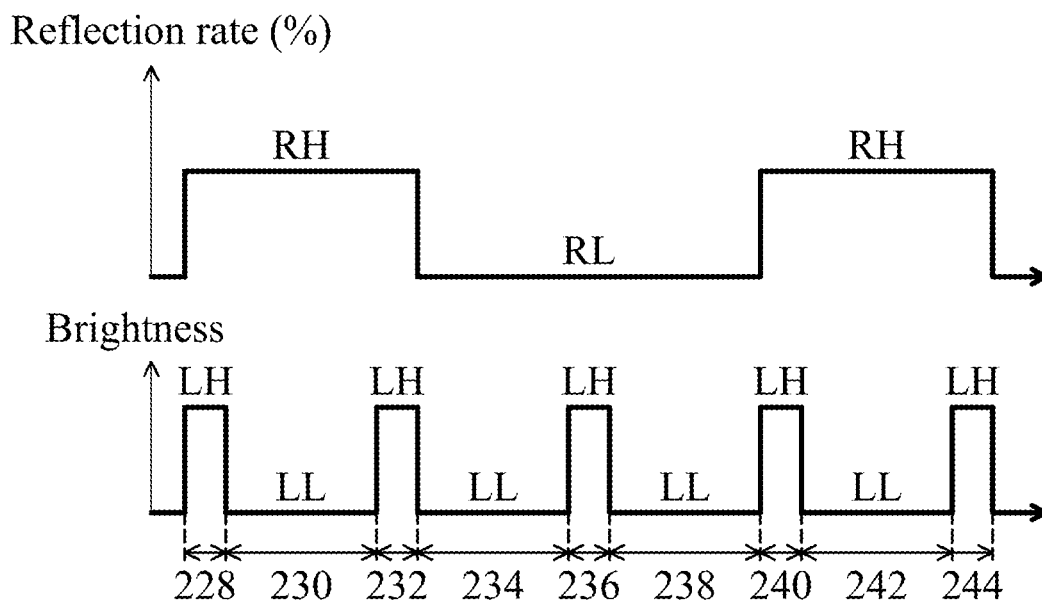 Reflection rate (%)
RH RH
RL
Brightness
LH LH LH LH LH
LL LL LL LL
228 230 232 234 236 238 240 242 244